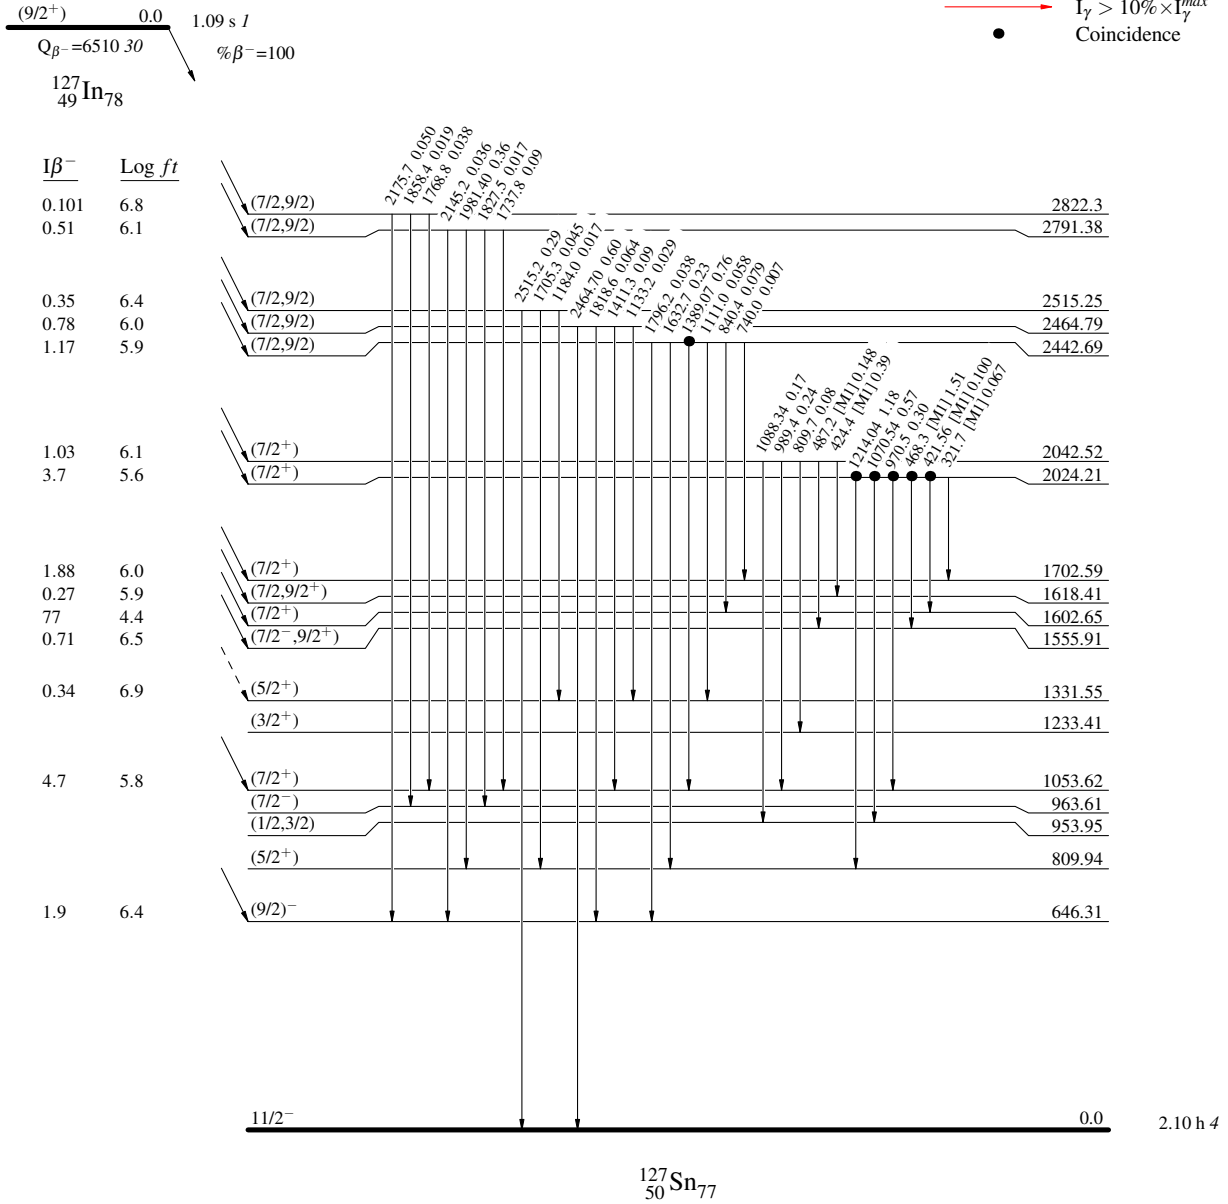 (9/2+) 0.0 1.09 s 1
Iγ > 10%×Iγmax
Qβ−=6510 30 %β−=100
Coincidence
127 49 In 78
2175.7 0.050
1858.4 0.019
1768.8 0.038
2145.2 0.036
1981.40 0.36
1827.5 0.017
1737.8 0.09
Iβ− Log ft
0.101 6.8 (7/2,9/2) 2822.3
0.51 6.1 (7/2,9/2) 2791.38
2515.2 0.29
1705.3 0.045
1184.0 0.017
2464.70 0.60
1818.6 0.064
1411.3 0.09
1133.2 0.029
1796.2 0.038
1632.7 0.23
1389.07 0.76
1111.0 0.058
840.4 0.079
740.0 0.007
0.35 6.4 (7/2,9/2) 2515.25
0.78 6.0 (7/2,9/2) 2464.79
1.17 5.9 (7/2,9/2) 2442.69
1088.34 0.17
989.4 0.24
809.7 0.08
487.2 [M1] 0.148
424.4 [M1] 0.39
1214.04 1.18
1070.54 0.57
970.5 0.30
468.3 [M1] 1.51
421.56 [M1] 0.100
321.7 [M1] 0.067
1.03 6.1 (7/2+) 2042.52
3.7 5.6 (7/2+) 2024.21
1.88 6.0 (7/2+) 1702.59
0.27 5.9 (7/2,9/2+) 1618.41
77 4.4 (7/2+) 1602.65
0.71 6.5 (7/2−,9/2+) 1555.91
0.34 6.9 (5/2+) 1331.55
(3/2+) 1233.41
4.7 5.8 (7/2+) 1053.62
(7/2−) 963.61
(1/2,3/2) 953.95
(5/2+) 809.94
1.9 6.4 (9/2)− 646.31
11/2− 0.0 2.10 h 4
127 50 Sn 77